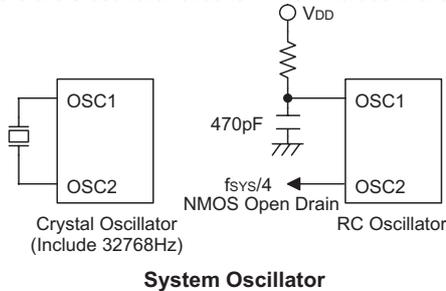 VDD
OSC1
OSC2
Crystal Oscillator
(Include 32768Hz)
470pF
OSC1
fSYS/4
OSC2
NMOS Open Drain
RC Oscillator
System Oscillator